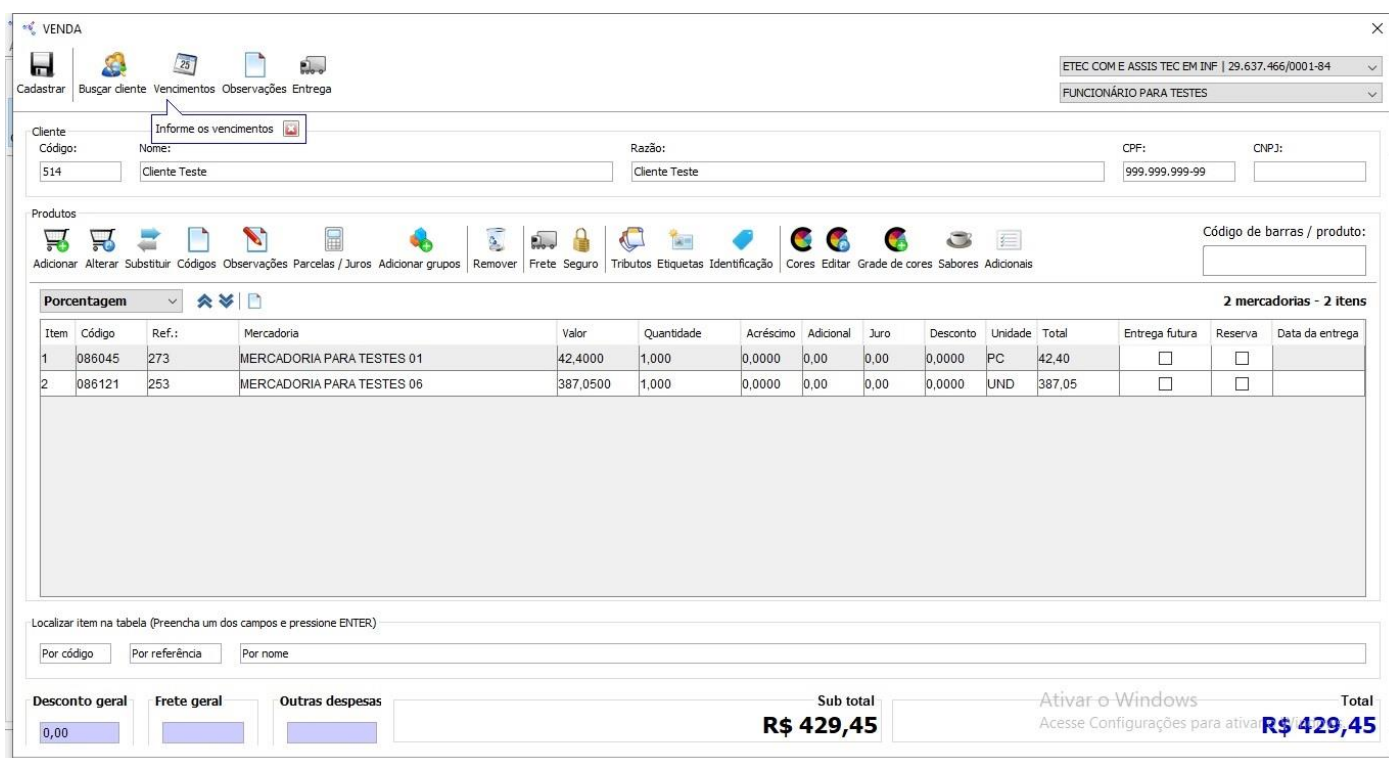 VENDA
Cadastrar Buscar cliente Vencimentos Observações Entrega
ETEC COM E ASSIS TEC EM INF | 29.637.466/0001-84
FUNCIONÁRIO PARA TESTES
Informe os vencimentos
Cliente
Código: Nome: Razão: CPF: CNPJ:
514 Cliente Teste Cliente Teste 999.999.999-99
Produtos
Código de barras / produto:
Adicionar Alterar Substituir Códigos Observações Parcelas / Juros Adicionar grupos Remover Frete Seguro Tributos Etiquetas Identificação Cores Editar Grade de cores Sabores Adicionais
Porcentagem 2 mercadorias - 2 itens
Item Código Ref.: Mercadoria Valor Quantidade Acréscimo Adicional Juro Desconto Unidade Total Entrega futura Reserva Data da entrega
1 086045 273 MERCADORIA PARA TESTES 01 42,4000 1,000 0,0000 0,00 0,00 0,0000 PC 42,40
2 086121 253 MERCADORIA PARA TESTES 06 387,0500 1,000 0,0000 0,00 0,00 0,0000 UND 387,05
Localizar item na tabela (Preencha um dos campos e pressione ENTER)
Por código Por referência Por nome
Desconto geral Frete geral Outras despesas Sub total Ativar o Windows Total
0,00 R$ 429,45 Acesse Configurações para ativar R$ 429,45